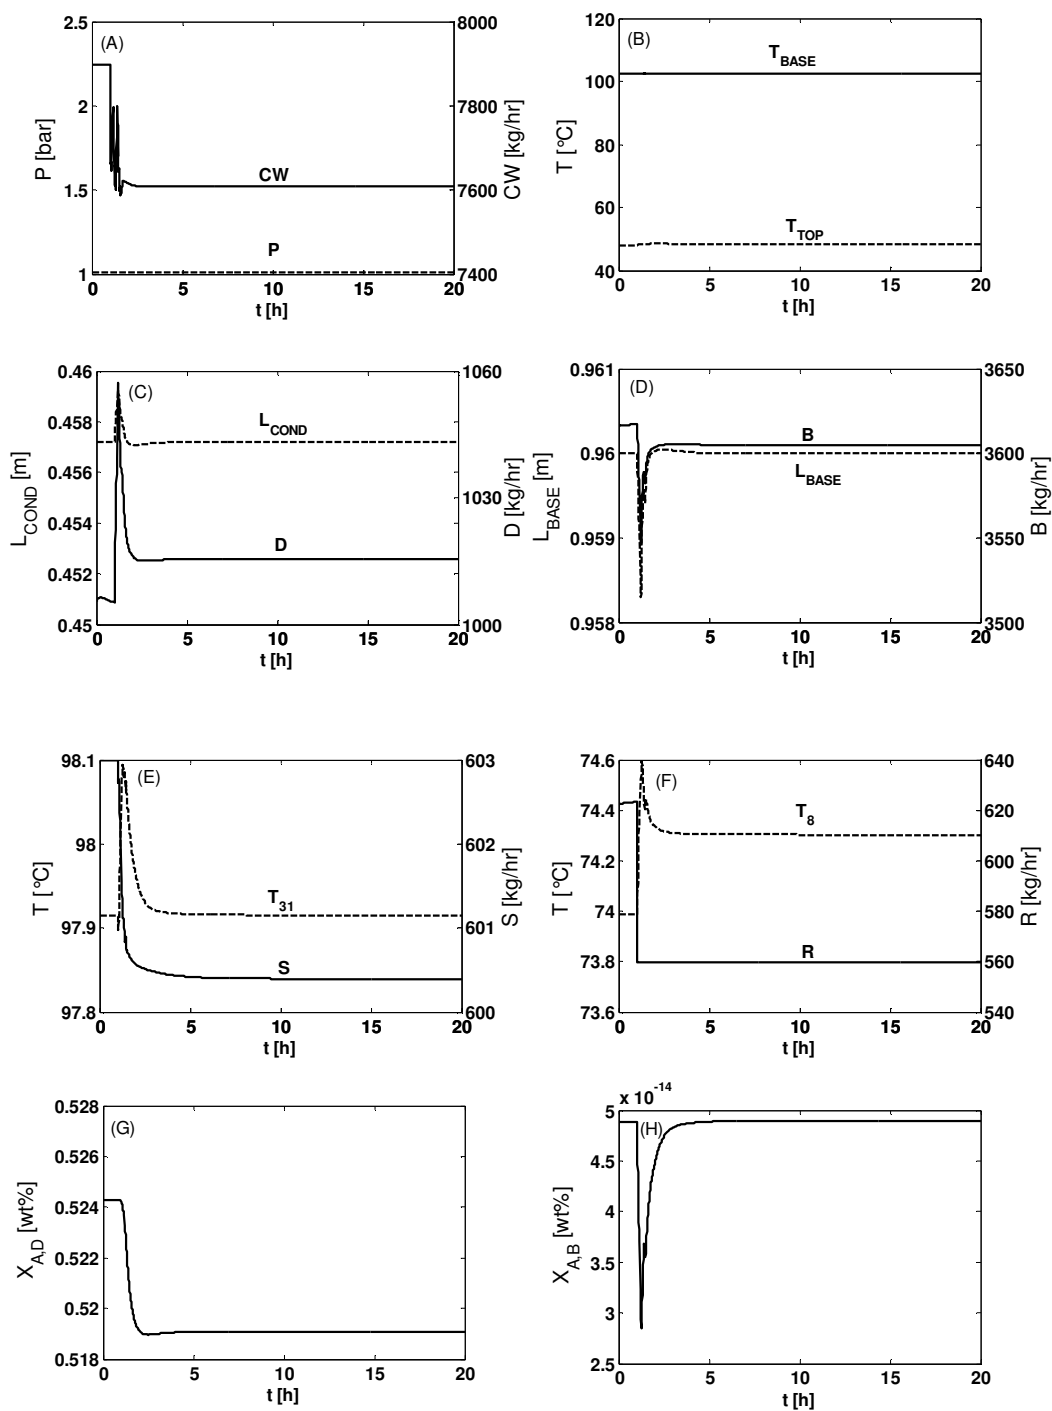 (A)
P [bar]
2.5
2
1.5
1
CW [kg/hr]
8000
7800
7600
7400
CW
P
0 5 10 15 20
t [h]
(B)
T [°C]
120
100
80
60
40
T_BASE
T_TOP
0 5 10 15 20
t [h]
(C)
L_COND [m]
0.46
0.458
0.456
0.454
0.452
0.45
D [kg/hr]
1060
1030
1000
L_COND
D
0 5 10 15 20
t [h]
(D)
L_BASE [m]
0.961
0.96
0.959
0.958
B [kg/hr]
3650
3600
3550
3500
B
L_BASE
0 5 10 15 20
t [h]
(E)
T [°C]
98.1
98
97.9
97.8
S [kg/hr]
603
602
601
600
T_31
S
0 5 10 15 20
t [h]
(F)
T [°C]
74.6
74.4
74.2
74
73.8
73.6
R [kg/hr]
640
620
600
580
560
540
T_8
R
0 5 10 15 20
t [h]
(G)
X_A,D [wt%]
0.528
0.526
0.524
0.522
0.52
0.518
0 5 10 15 20
t [h]
(H)
x 10^-14
X_A,B [wt%]
5
4.5
4
3.5
3
2.5
0 5 10 15 20
t [h]